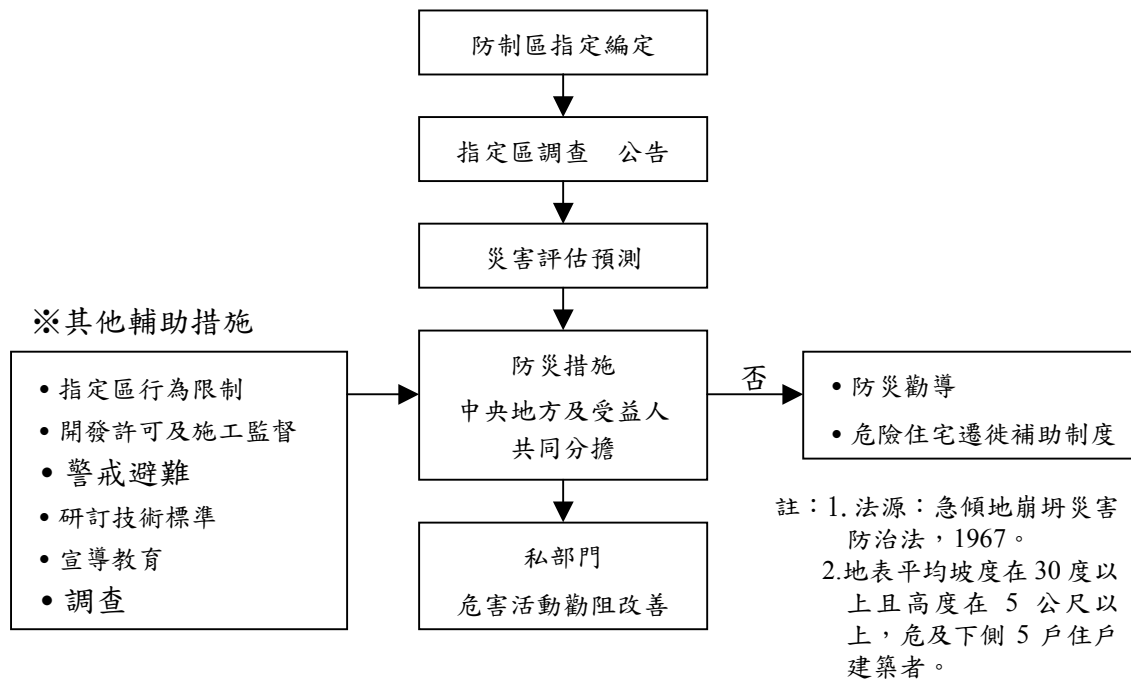 防制區指定編定
指定區調查 公告
災害評估預測
※其他輔助措施
• 指定區行為限制
• 開發許可及施工監督
• 警戒避難
• 研訂技術標準
• 宣導教育
• 調查
防災措施
中央地方及受益人
共同分擔
否
• 防災勸導
• 危險住宅遷徙補助制度
私部門
危害活動勸阻改善
註：1. 法源：急傾地崩坍災害
防治法，1967。
2.地表平均坡度在 30 度以
上且高度在 5 公尺以
上，危及下側 5 戶住戶
建築者。